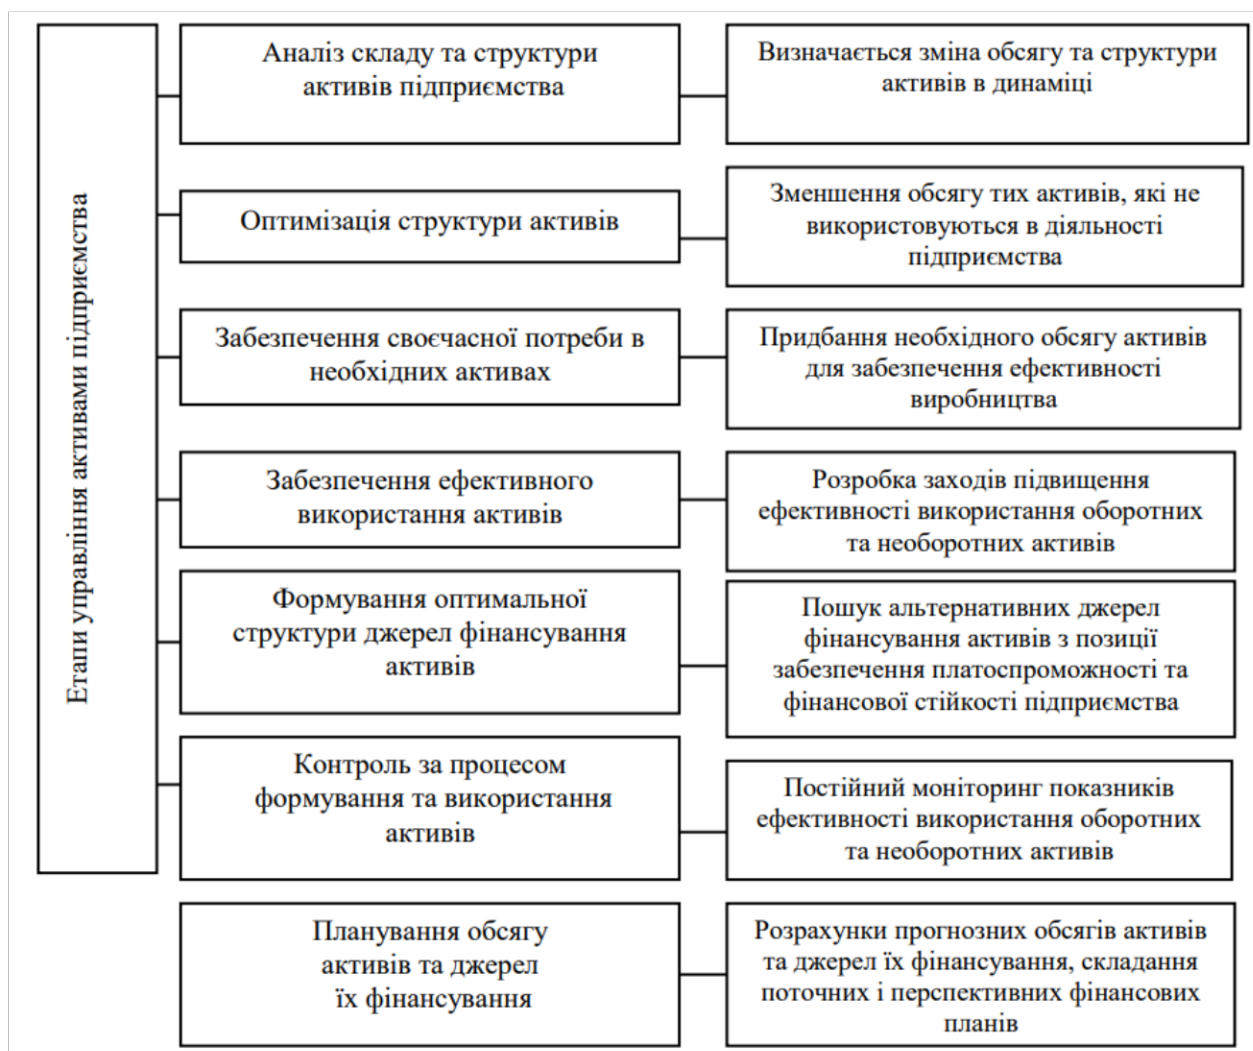 Етапи управління активами підприємства
Аналіз складу та структури
активів підприємства
Визначається зміна обсягу та структури
активів в динаміці
Оптимізація структури активів
Зменшення обсягу тих активів, які не
використовуються в діяльності
підприємства
Забезпечення своєчасної потреби в
необхідних активах
Придбання необхідного обсягу активів
для забезпечення ефективності
виробництва
Забезпечення ефективного
використання активів
Розробка заходів підвищення
ефективності використання оборотних
та необоротних активів
Формування оптимальної
структури джерел фінансування
активів
Пошук альтернативних джерел
фінансування активів з позиції
забезпечення платоспроможності та
фінансової стійкості підприємства
Контроль за процесом
формування та використання
активів
Постійний моніторинг показників
ефективності використання оборотних
та необоротних активів
Планування обсягу
активів та джерел
їх фінансування
Розрахунки прогнозних обсягів активів
та джерел їх фінансування, складання
поточних і перспективних фінансових
планів